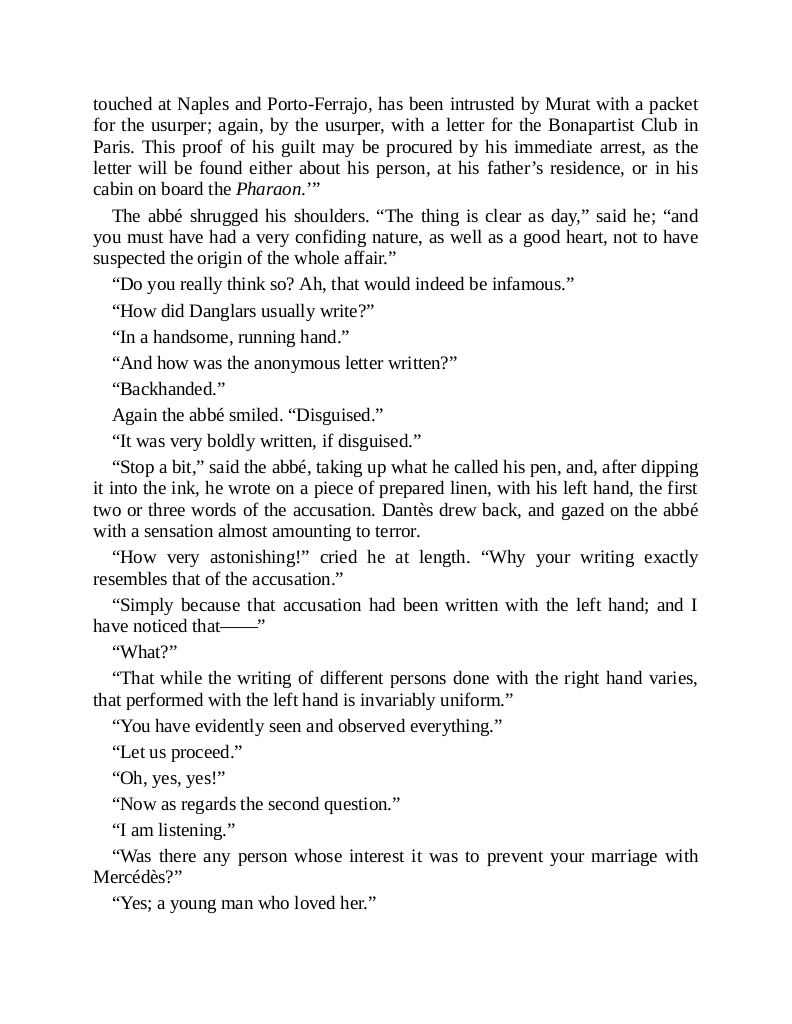 touched at Naples and Porto-Ferrajo, has been intrusted by Murat with a packet
for the usurper; again, by the usurper, with a letter for the Bonapartist Club in
Paris. This proof of his guilt may be procured by his immediate arrest, as the
letter will be found either about his person, at his father’s residence, or in his
cabin on board the Pharaon.’”
The abbé shrugged his shoulders. “The thing is clear as day,” said he; “and
you must have had a very confiding nature, as well as a good heart, not to have
suspected the origin of the whole affair.”
“Do you really think so? Ah, that would indeed be infamous.”
“How did Danglars usually write?”
“In a handsome, running hand.”
“And how was the anonymous letter written?”
“Backhanded.”
Again the abbé smiled. “Disguised.”
“It was very boldly written, if disguised.”
“Stop a bit,” said the abbé, taking up what he called his pen, and, after dipping
it into the ink, he wrote on a piece of prepared linen, with his left hand, the first
two or three words of the accusation. Dantès drew back, and gazed on the abbé
with a sensation almost amounting to terror.
“How very astonishing!” cried he at length. “Why your writing exactly
resembles that of the accusation.”
“Simply because that accusation had been written with the left hand; and I
have noticed that——”
“What?”
“That while the writing of different persons done with the right hand varies,
that performed with the left hand is invariably uniform.”
“You have evidently seen and observed everything.”
“Let us proceed.”
“Oh, yes, yes!”
“Now as regards the second question.”
“I am listening.”
“Was there any person whose interest it was to prevent your marriage with
Mercédès?”
“Yes; a young man who loved her.”